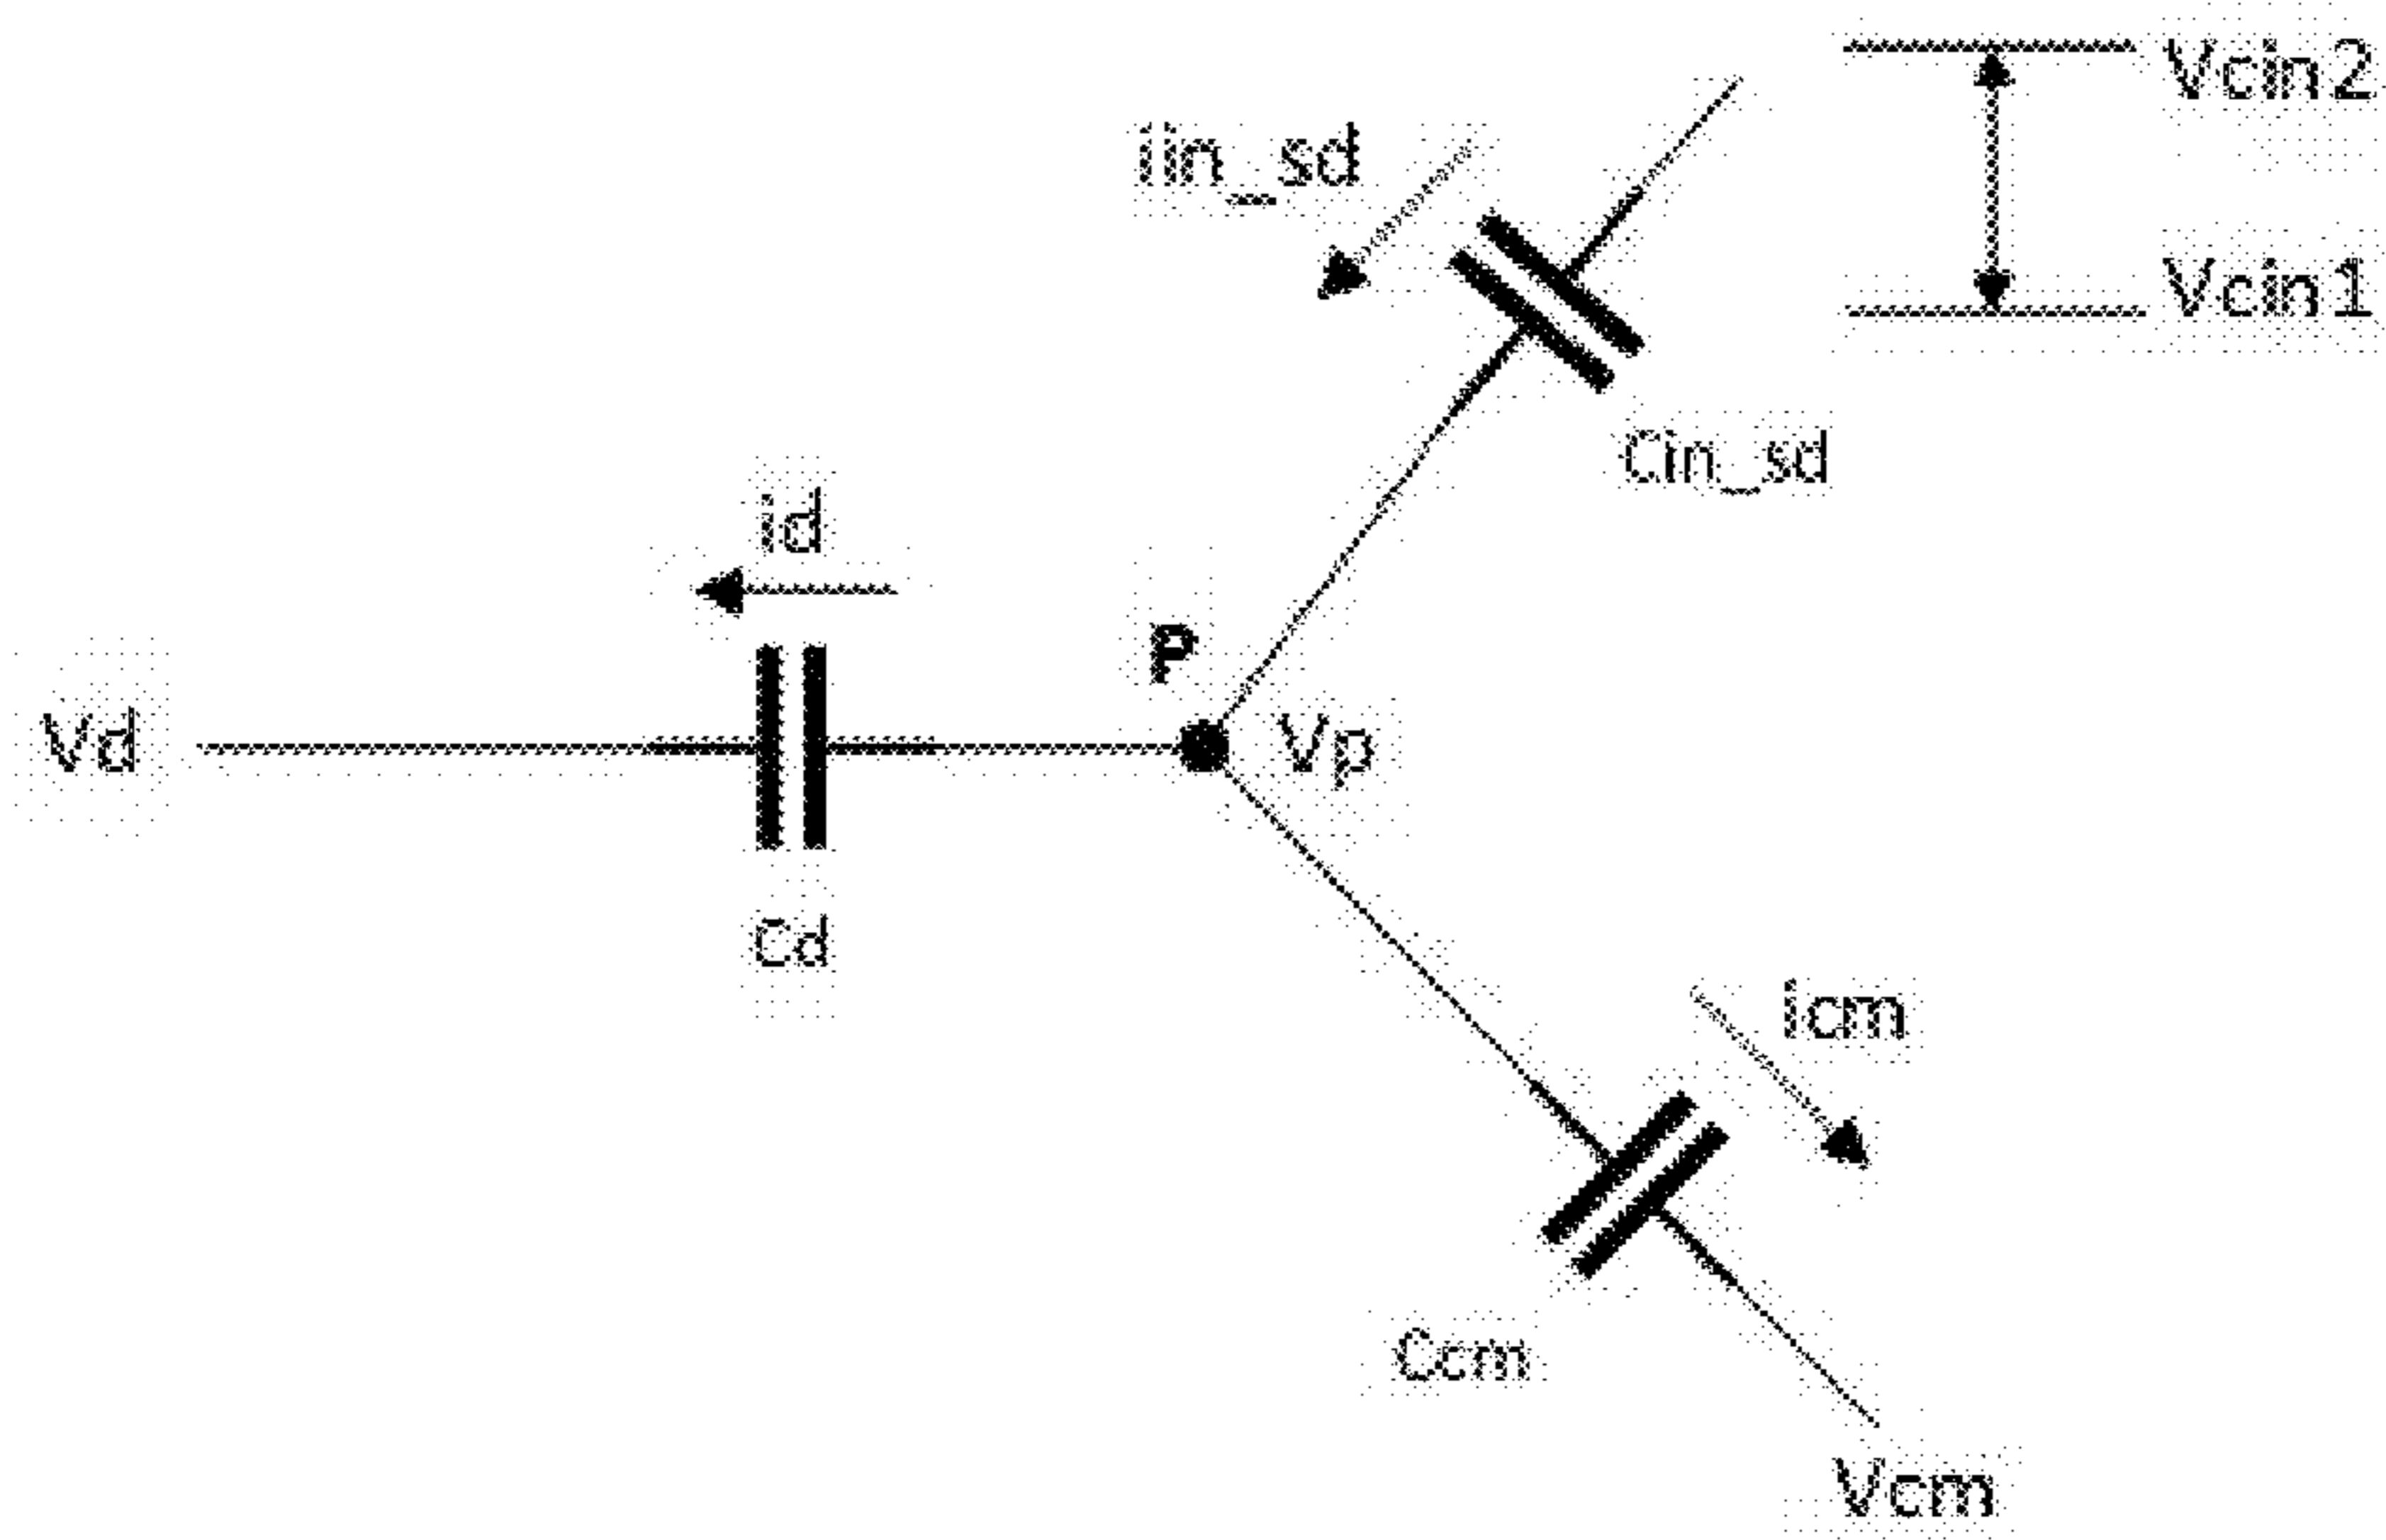 Vcin2
iin_sd
Vcin1
Cin_sd
id
P
Vd
Vp
Cd
icm
Ccm
Vcm